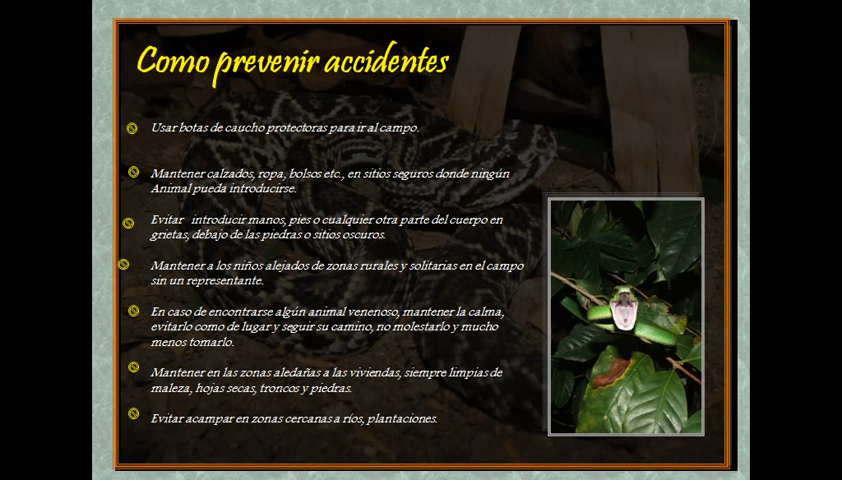 Como prevenir accidentes
Usar botas de caucho protectoras para ir al campo.
Mantener calzados, ropa, bolsos etc., en sitios seguros donde ningún
Animal pueda introducirse.
Evitar introducir manos, pies o cualquier otra parte del cuerpo en
grietas, debajo de las piedras o sitios oscuros.
Mantener a los niños alejados de zonas rurales y solitarias en el campo
sin un representante.
En caso de encontrarse algún animal venenoso, mantener la calma,
evitarlo como de lugar y seguir su camino, no molestarlo y mucho
menos tomarlo.
Mantener en las zonas aledañas a las viviendas, siempre limpias de
maleza, hojas secas, troncos y piedras.
Evitar acampar en zonas cercanas a ríos, plantaciones.